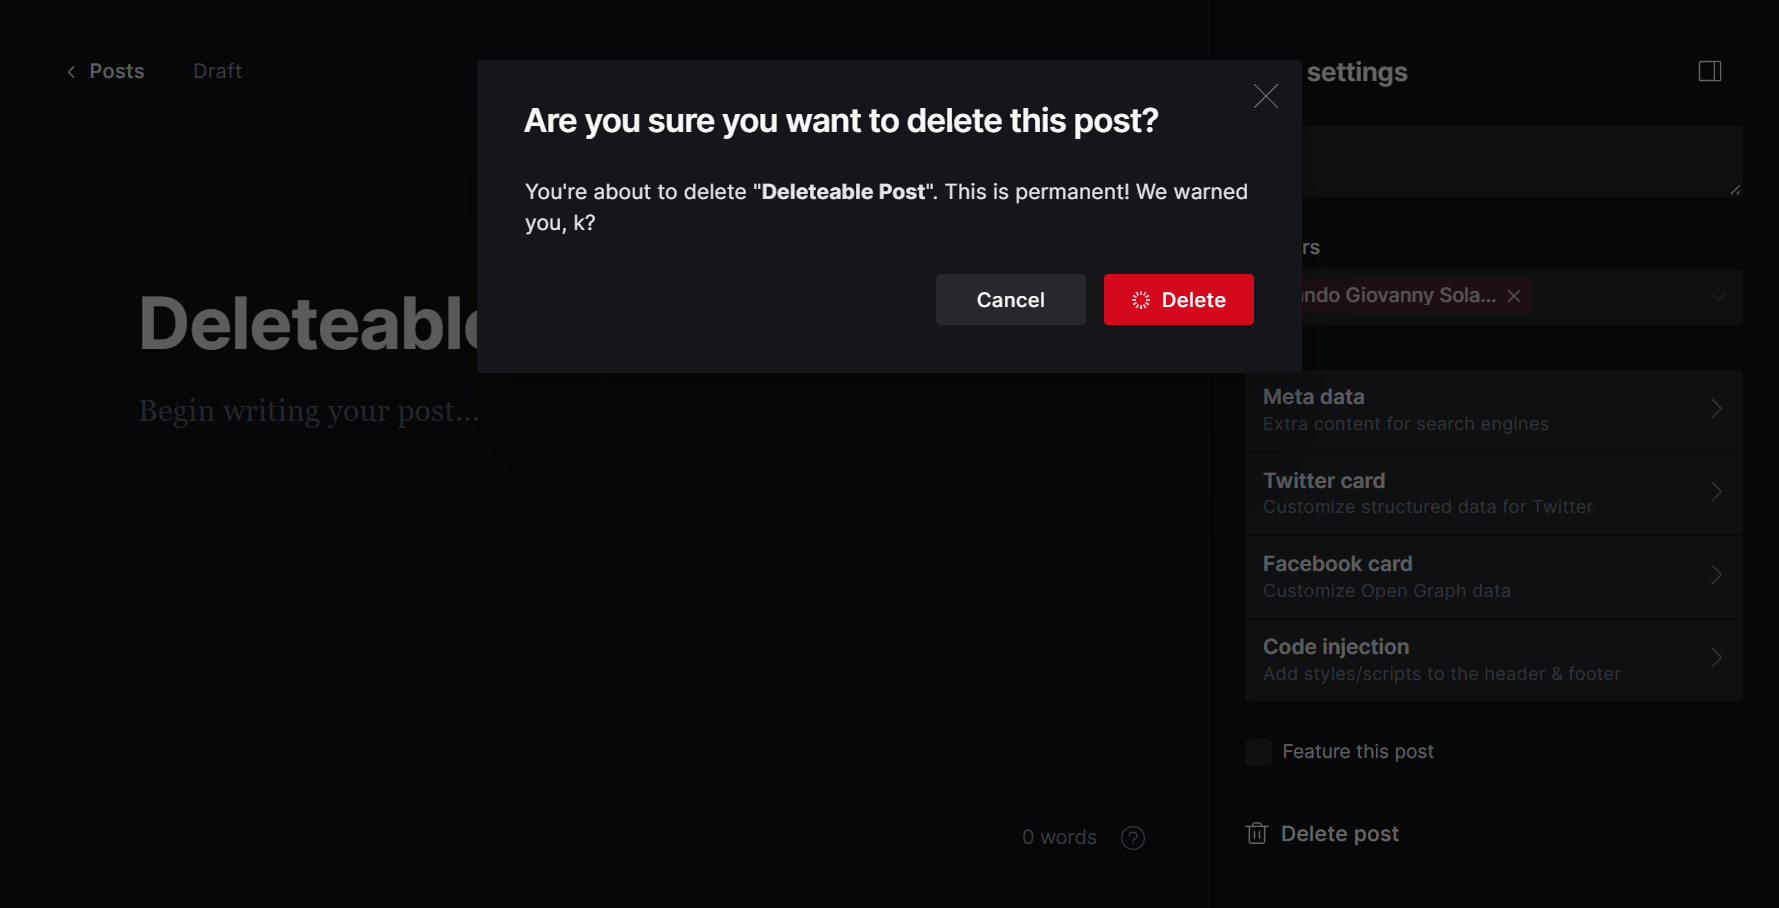 Posts
Draft
settings
Are you sure you want to delete this post?
You're about to delete "Deleteable Post". This is permanent! We warned
you, k?
Cancel
Delete
rs
ndo Giovanny Sola...
Deleteable
Begin writing your post...
Meta data
Extra content for search engines
Twitter card
Customize structured data for Twitter
Facebook card
Customize Open Graph data
Code injection
Add styles/scripts to the header & footer
Feature this post
0 words
?
Delete post